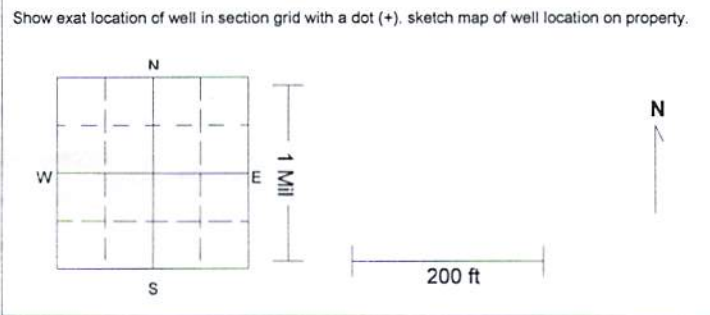 Show exat location of well in section grid with a dot (+). sketch map of well location on property.
N
N
W
E
1 Mil
200 ft
S